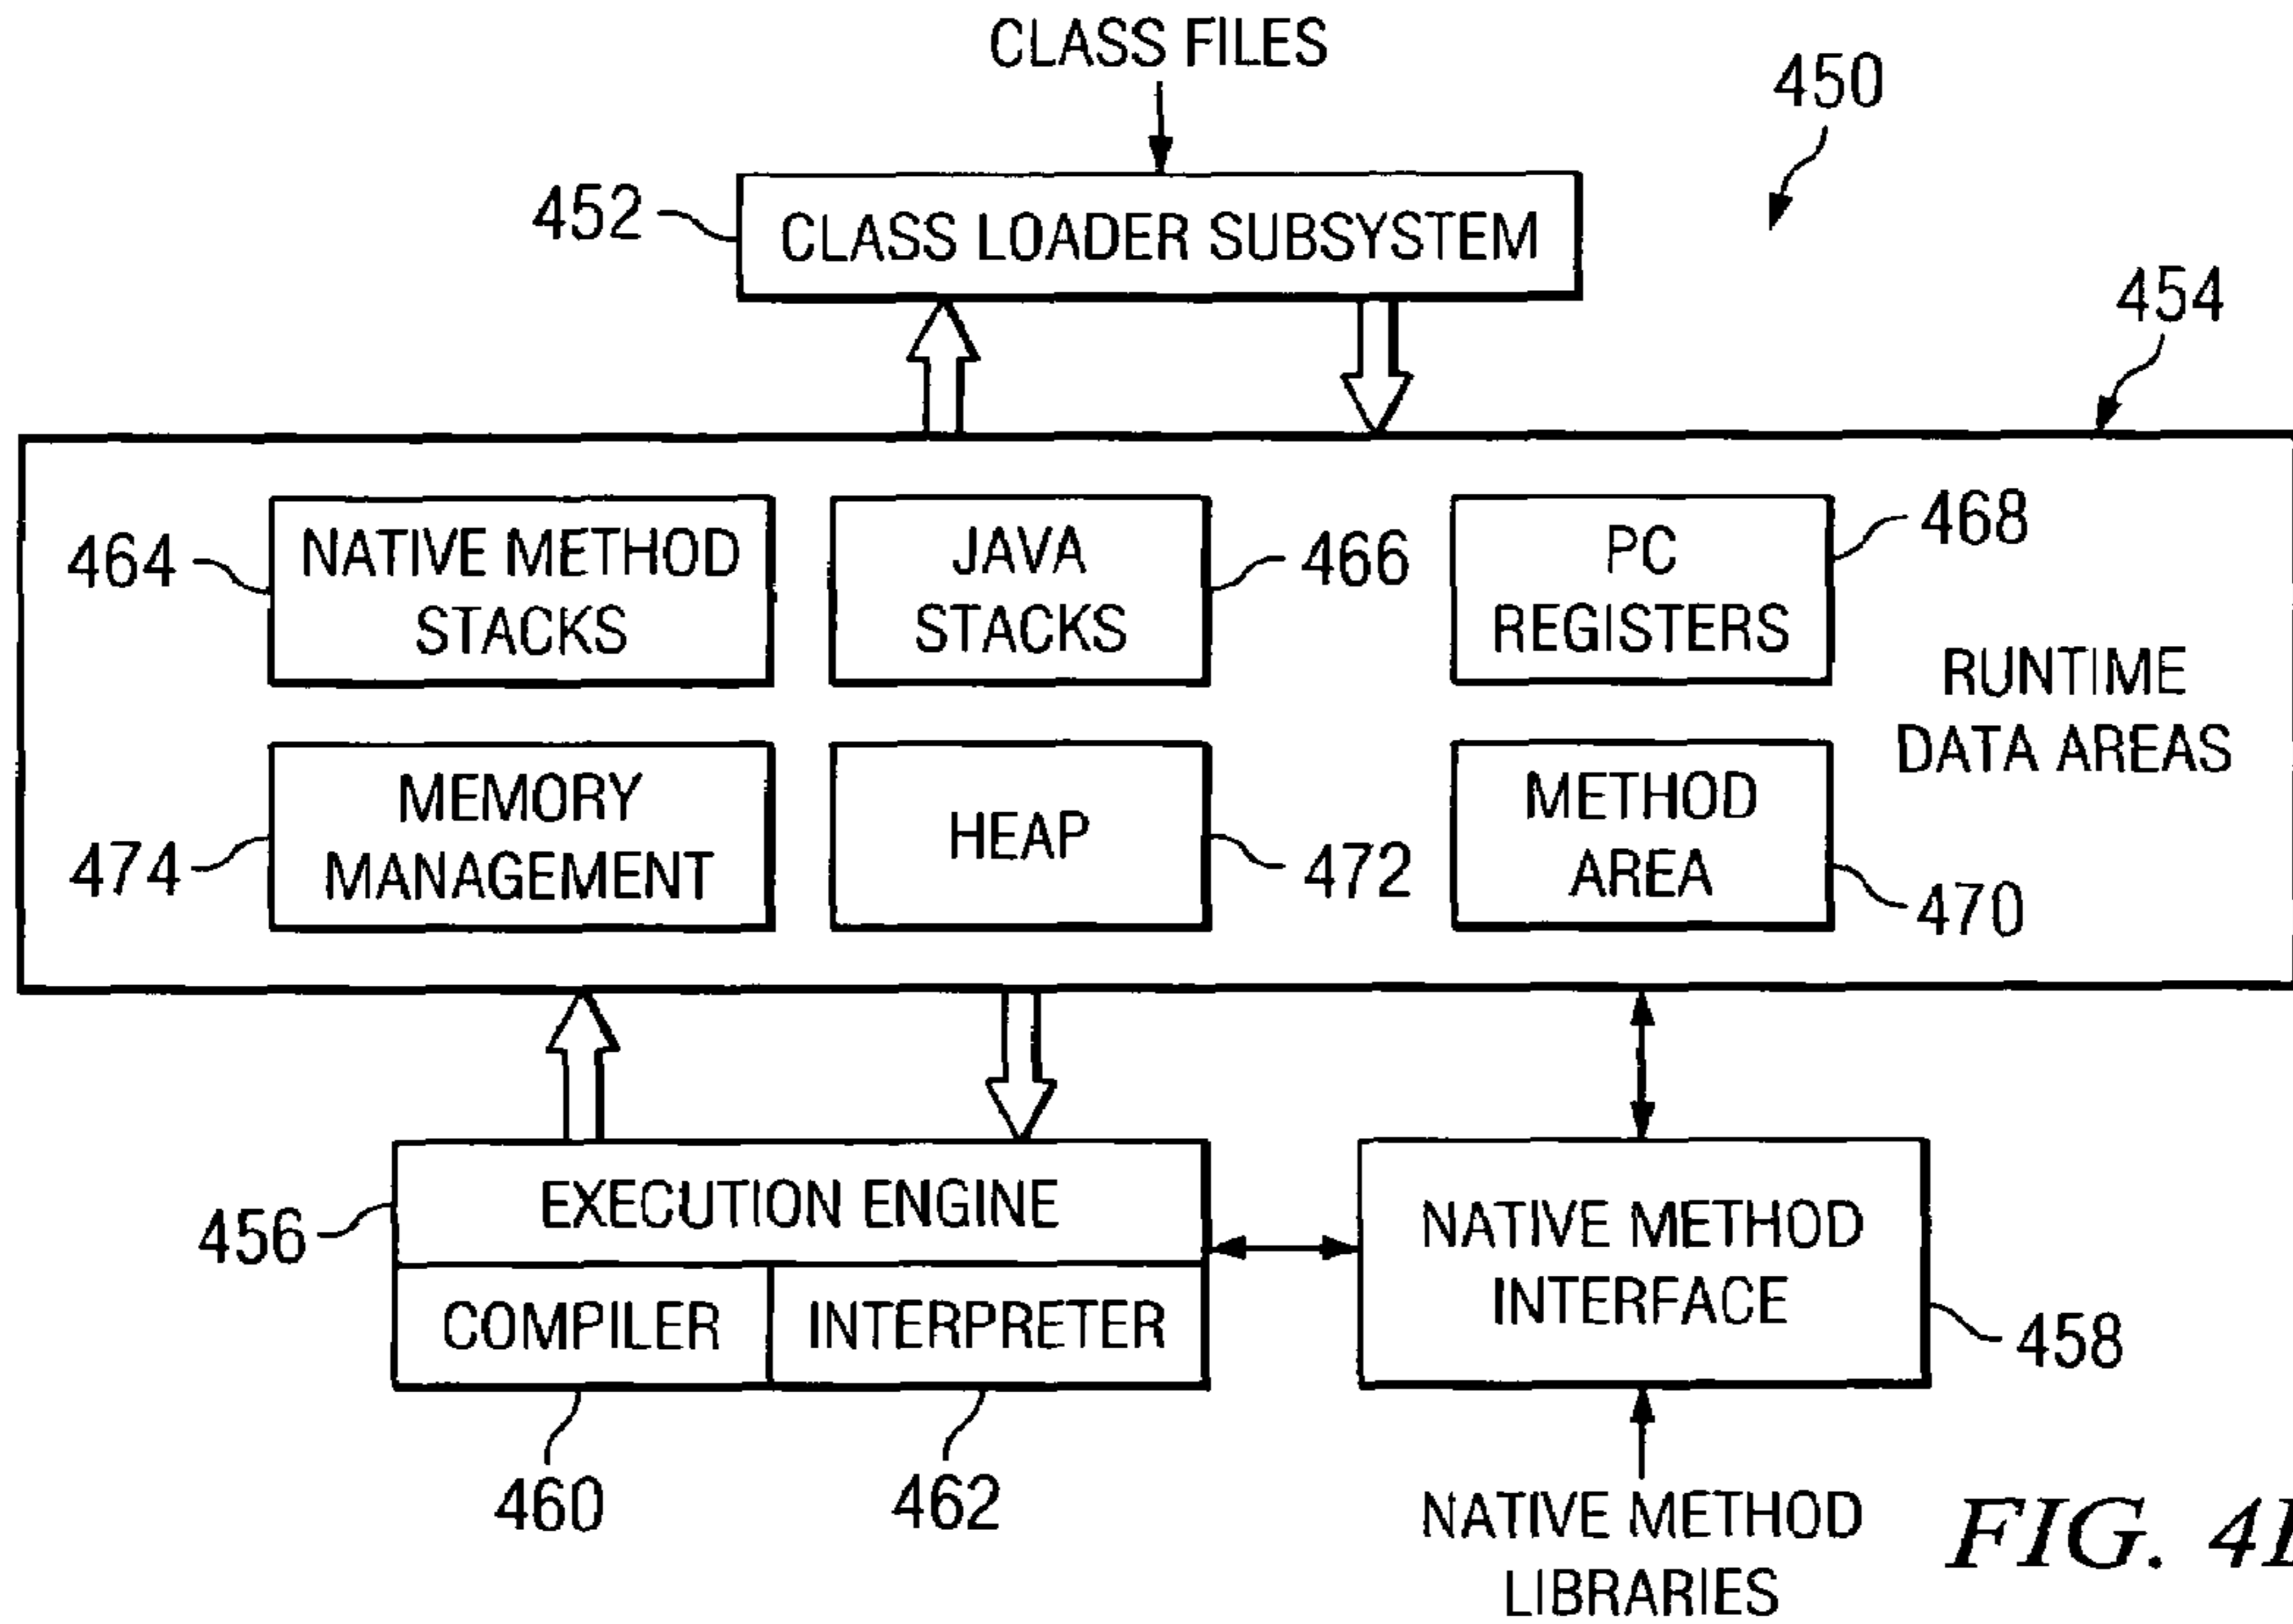 CLASS FILES
450
452
CLASS LOADER SUBSYSTEM
454
464
NATIVE METHOD
STACKS
JAVA
STACKS
466
PC
REGISTERS
468
RUNTIME
DATA AREAS
474
MEMORY
MANAGEMENT
HEAP
472
METHOD
AREA
470
456
EXECUTION ENGINE
COMPILER
INTERPRETER
NATIVE METHOD
INTERFACE
458
460
462
NATIVE METHOD
LIBRARIES
FIG.